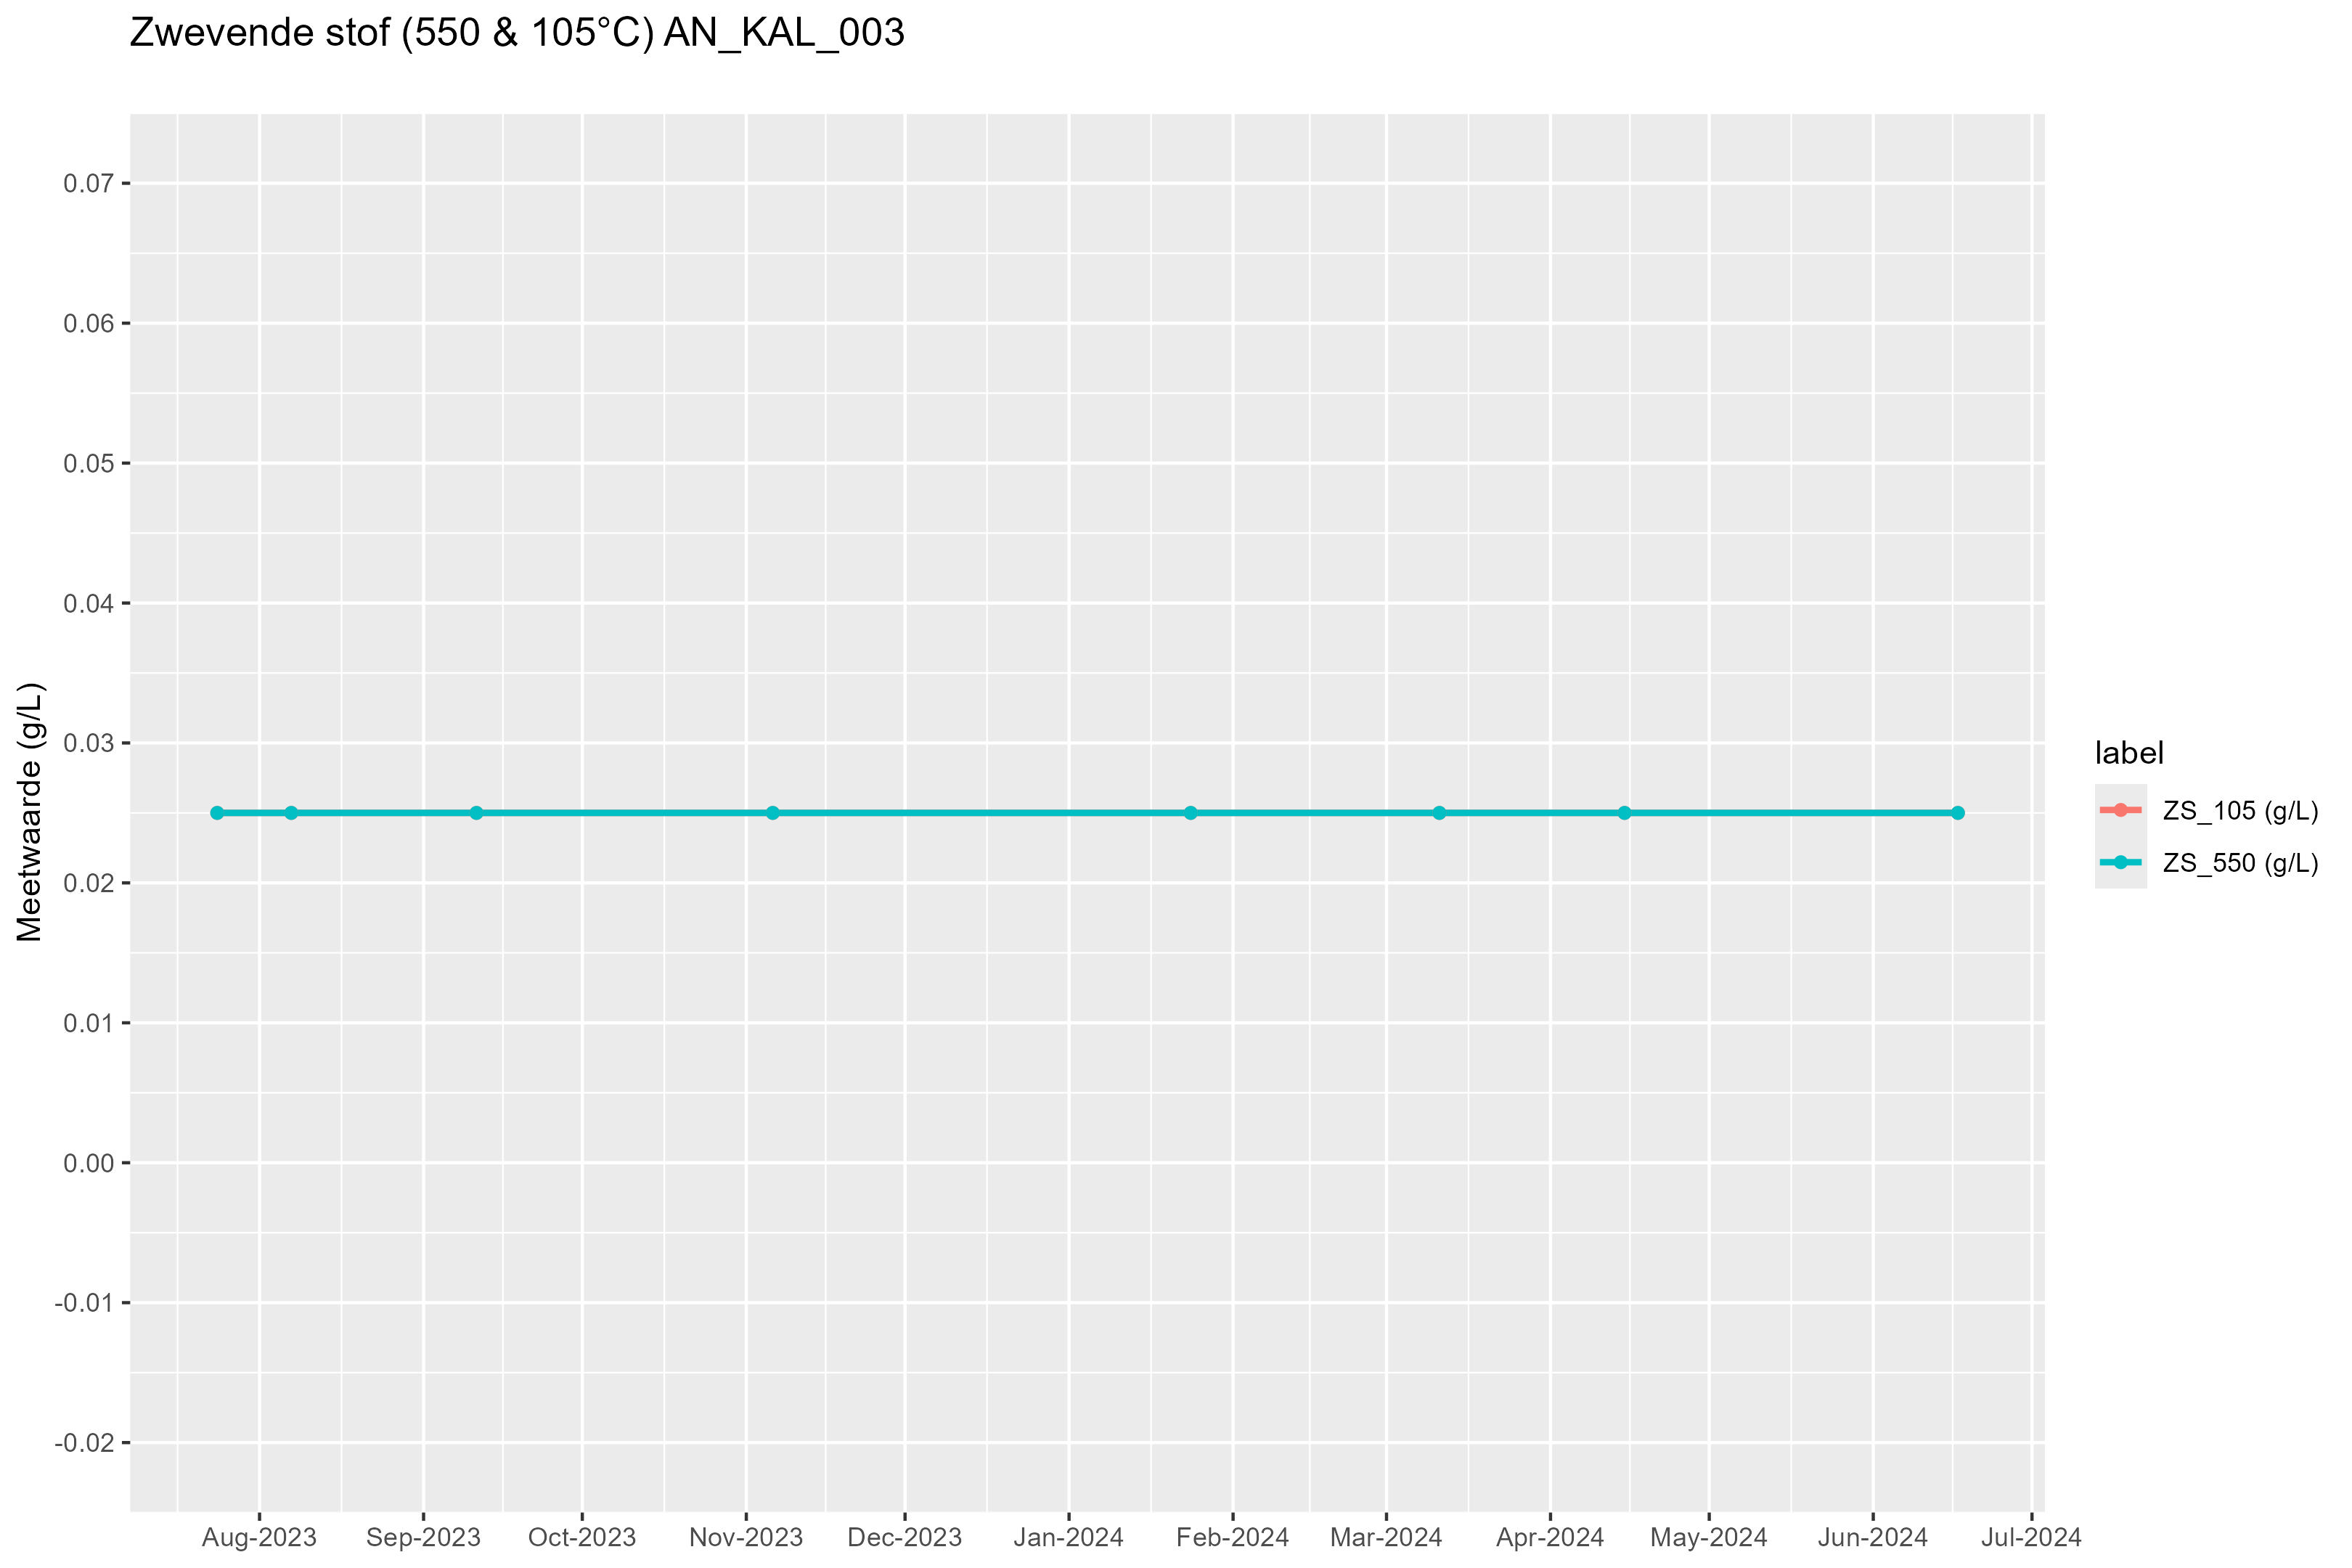 Zwevende stof (550 & 105°C) AN_KAL_003
Meetwaarde (g/L)
0.07
0.06
0.05
0.04
0.03
0.02
0.01
0.00
-0.01
-0.02
Aug-2023
Sep-2023
Oct-2023
Nov-2023
Dec-2023
Jan-2024
Feb-2024
Mar-2024
Apr-2024
May-2024
Jun-2024
Jul-2024
label
ZS_105 (g/L)
ZS_550 (g/L)